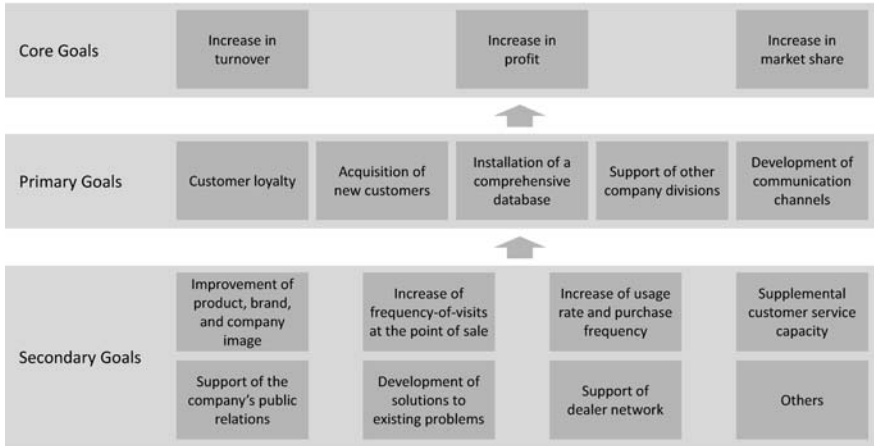 Core Goals
Increase in
turnover
Increase in
profit
Increase in
market share
Primary Goals
Customer loyalty
Acquisition of
new customers
Installation of a
comprehensive
database
Support of other
company divisions
Development of
communication
channels
Secondary Goals
Improvement of
product, brand,
and company
image
Increase of
frequency-of-visits
at the point of sale
Increase of usage
rate and purchase
frequency
Supplemental
customer service
capacity
Support of the
company's public
relations
Development of
solutions to
existing problems
Support of
dealer network
Others